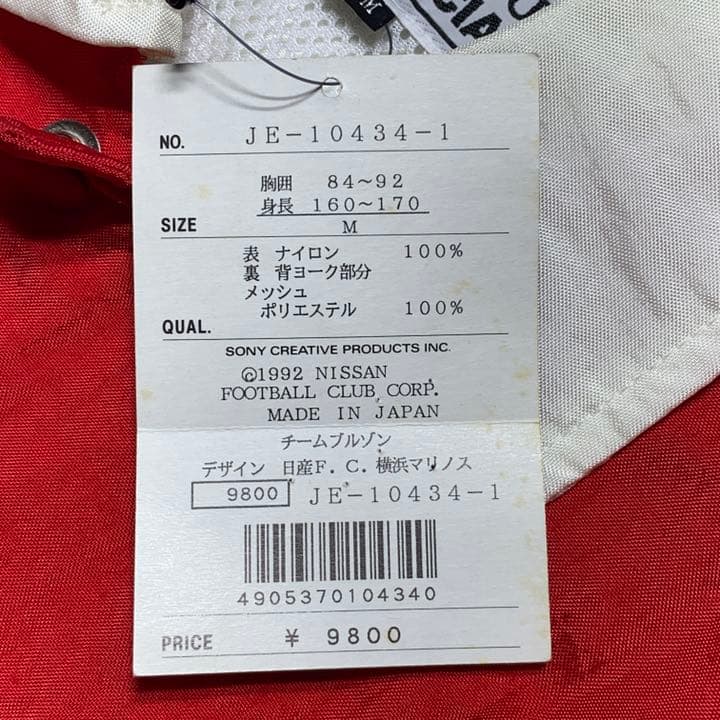 M
CIA
NO. JE-10434-1
胸囲 84~92
身長 160~170
SIZE M
表 ナイロン 100%
裏 背ヨーク部分
メッシュ
ポリエステル 100%
QUAL.
SONY CREATIVE PRODUCTS INC.
©1992 NISSAN
FOOTBALL CLUB CORP.
MADE IN JAPAN
チームブルゾン
デザイン 日産F.C.横浜マリノス
9800 JE-10434-1
4905370104340
PRICE ¥ 9800